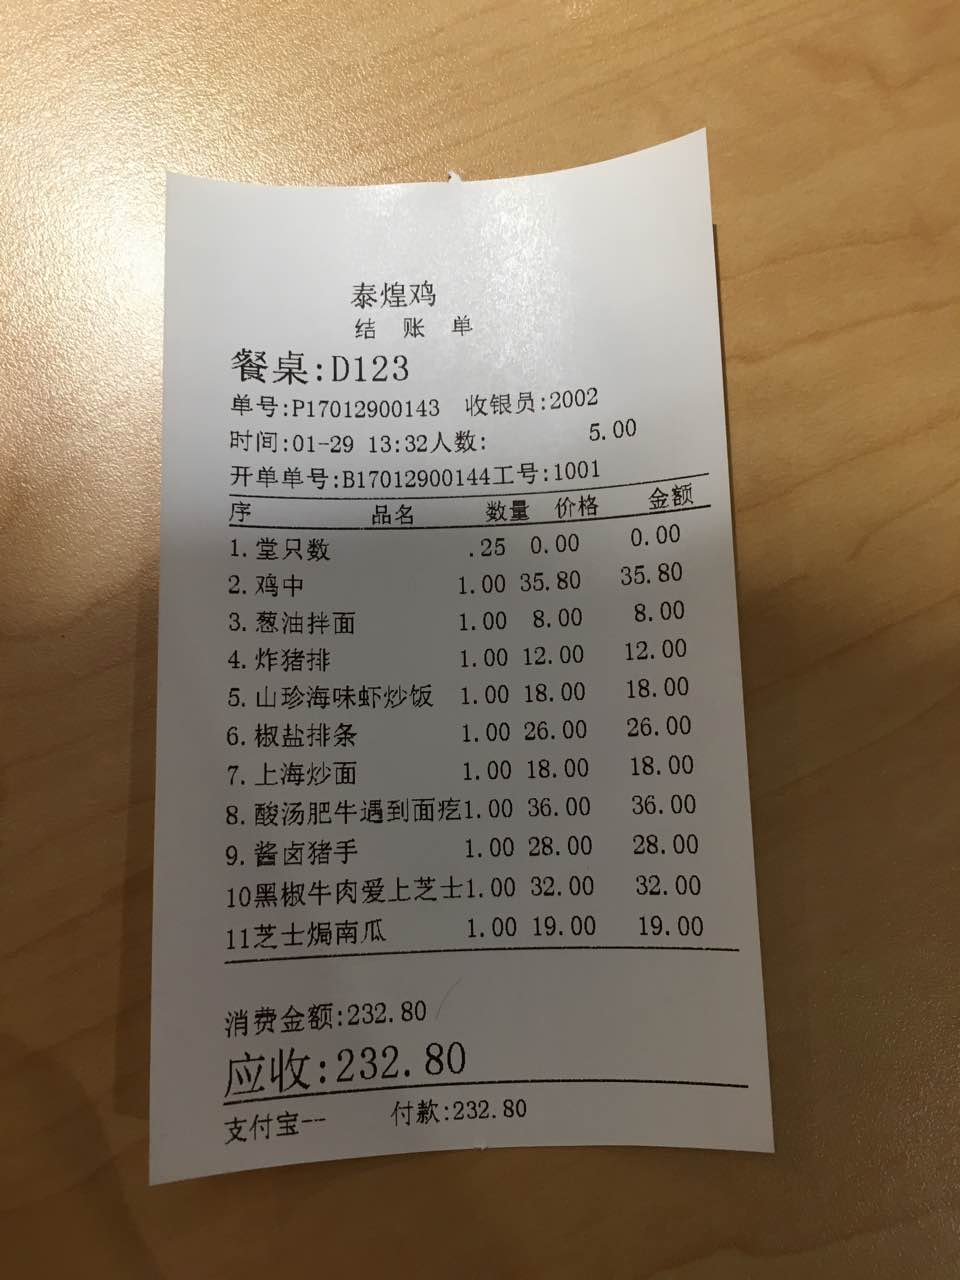 泰煌鸡
结 账 单
餐桌:D123
单号:P17012900143 收银员:2002
时间:01-29 13:32人数: 5.00
开单单号:B17012900144工号:1001
序 品名 数量 价格 金额
1.堂只数 .25 0.00 0.00
2.鸡中 1.00 35.80 35.80
3.葱油拌面 1.00 8.00 8.00
4.炸猪排 1.00 12.00 12.00
5.山珍海味虾炒饭 1.00 18.00 18.00
6.椒盐排条 1.00 26.00 26.00
7.上海炒面 1.00 18.00 18.00
8.酸汤肥牛遇到面疙1.00 36.00 36.00
9.酱卤猪手 1.00 28.00 28.00
10黑椒牛肉爱上芝士1.00 32.00 32.00
11芝士焗南瓜 1.00 19.00 19.00
消费金额:232.80
应收:232.80
支付宝-- 付款:232.80